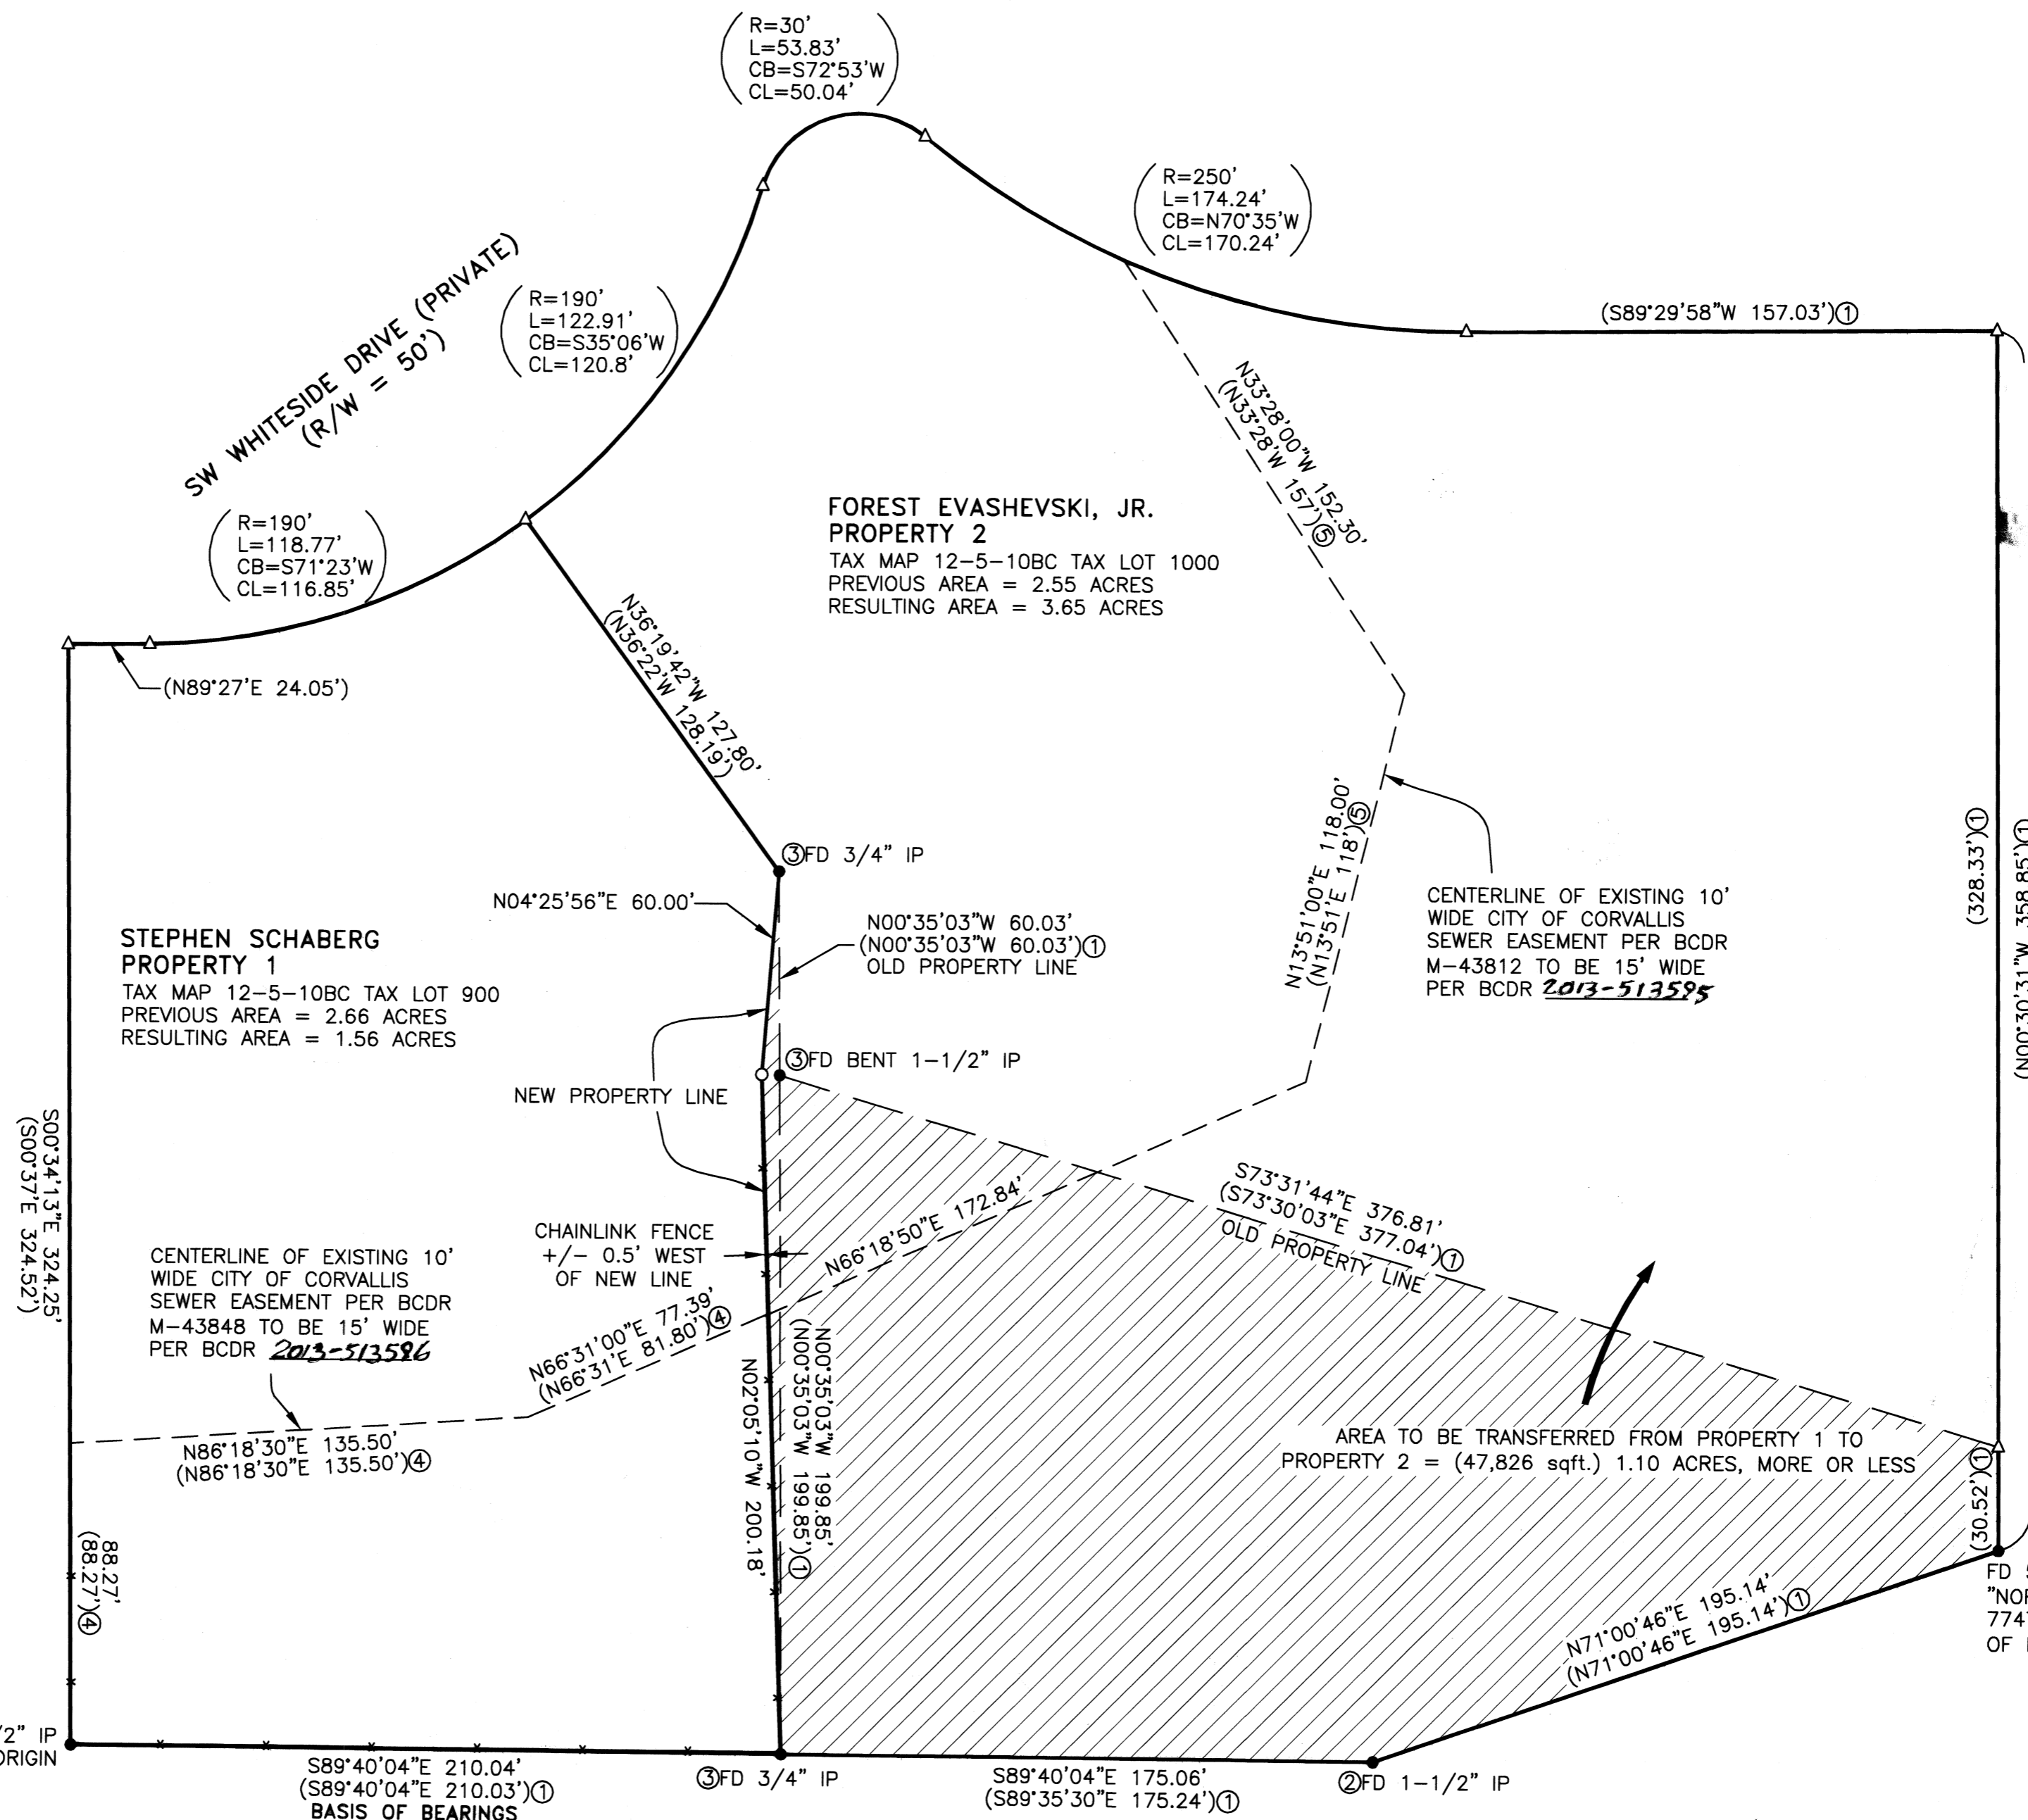 R=30'
L=53.83'
CB=S72°53'W
CL=50.04'
R=250'
L=174.24'
CB=N70°35'W
CL=170.24'
(S89°29'58"W 157.03')①
SW WHITESIDE DRIVE (PRIVATE)
(R/W = 50')
R=190'
L=122.91'
CB=S35°06'W
CL=120.8'
R=190'
L=118.77'
CB=S71°23'W
CL=116.85'
(N89°27'E 24.05')
N33°28'00"W 152.30'
(N33°28'W 157')⑤
FOREST EVASHEVSKI, JR.
PROPERTY 2
TAX MAP 12-5-10BC TAX LOT 1000
PREVIOUS AREA = 2.55 ACRES
RESULTING AREA = 3.65 ACRES
N36°19'42"W 127.80'
(N36°22'W 128.19')
③FD 3/4" IP
N04°25'56"E 60.00'
N00°35'03"W 60.03'
(N00°35'03"W 60.03')①
OLD PROPERTY LINE
N13°51'00"E 118.00'
(N13°51'E 118')⑤
CENTERLINE OF EXISTING 10'
WIDE CITY OF CORVALLIS
SEWER EASEMENT PER BCDR
M-43812 TO BE 15' WIDE
PER BCDR 2013-513595
(328.33')①
(N00°30'31"W 358.85')①
STEPHEN SCHABERG
PROPERTY 1
TAX MAP 12-5-10BC TAX LOT 900
PREVIOUS AREA = 2.66 ACRES
RESULTING AREA = 1.56 ACRES
③FD BENT 1-1/2" IP
NEW PROPERTY LINE
S00°34'13"E 324.25'
(S00°37'E 324.52')
CHAINLINK FENCE
+/- 0.5' WEST
OF NEW LINE
N66°18'50"E 172.84'
S73°31'44"E 376.81'
(S73°30'03"E 377.04')①
OLD PROPERTY LINE
CENTERLINE OF EXISTING 10'
WIDE CITY OF CORVALLIS
SEWER EASEMENT PER BCDR
M-43848 TO BE 15' WIDE
PER BCDR 2013-513596
N66°31'00"E 77.39'
(N66°31'E 81.80')④
N02°05'10"W 200.18'
N00°35'03"W 199.85'
(N00°35'03"W 199.85')①
N86°18'30"E 135.50'
(N86°18'30"E 135.50')④
AREA TO BE TRANSFERRED FROM PROPERTY 1 TO
PROPERTY 2 = (47,826 sqft.) 1.10 ACRES, MORE OR LESS
(30.52')①
88.27'
(88.27')④
N71°00'46"E 195.14'
(N71°00'46"E 195.14')①
FD 5
"NOR
774
OF
/2" IP
ORIGIN
S89°40'04"E 210.04'
(S89°40'04"E 210.03')①
BASIS OF BEARINGS
③FD 3/4" IP
S89°40'04"E 175.06'
(S89°35'30"E 175.24')①
②FD 1-1/2" IP